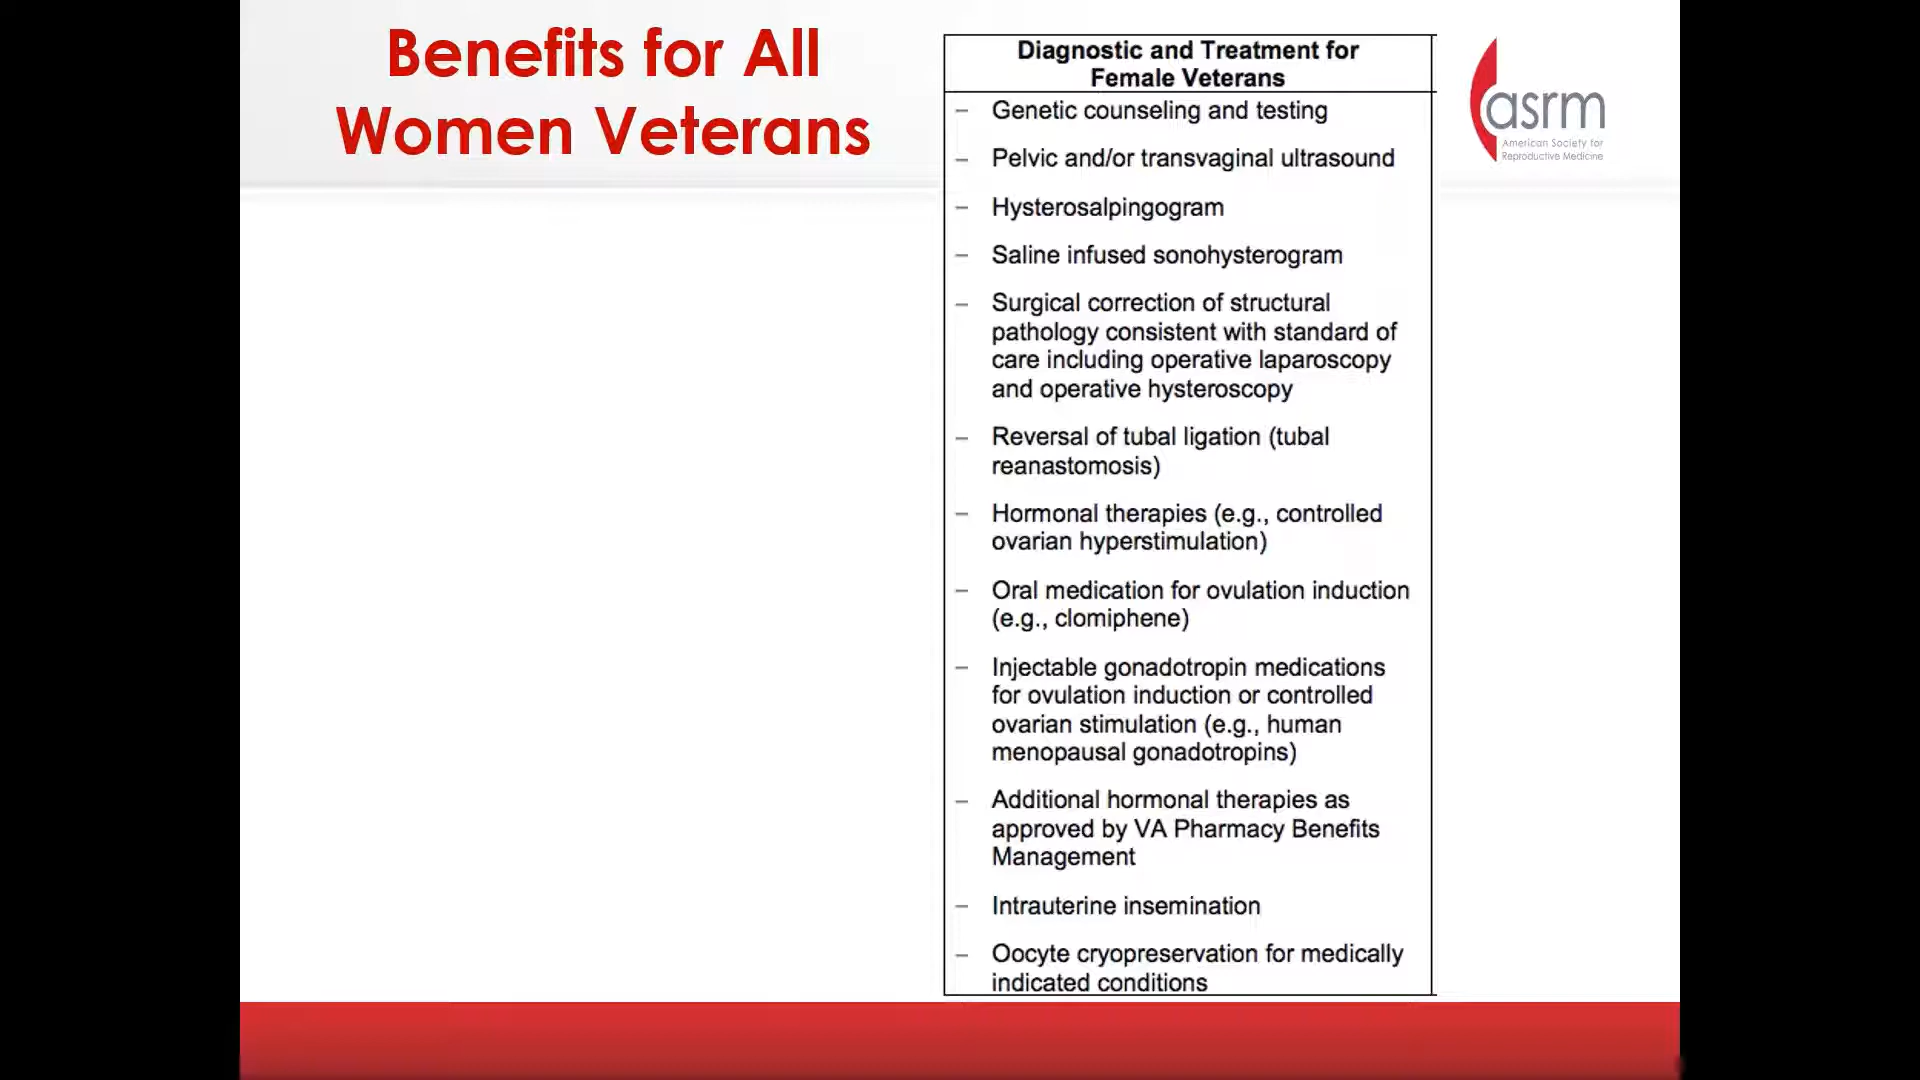 Benefits for All
Women Veterans
Diagnostic and Treatment for
Female Veterans
– Genetic counseling and testing
– Pelvic and/or transvaginal ultrasound
– Hysterosalpingogram
– Saline infused sonohysterogram
– Surgical correction of structural
pathology consistent with standard of
care including operative laparoscopy
and operative hysteroscopy
– Reversal of tubal ligation (tubal
reanastomosis)
– Hormonal therapies (e.g., controlled
ovarian hyperstimulation)
– Oral medication for ovulation induction
(e.g., clomiphene)
– Injectable gonadotropin medications
for ovulation induction or controlled
ovarian stimulation (e.g., human
menopausal gonadotropins)
– Additional hormonal therapies as
approved by VA Pharmacy Benefits
Management
– Intrauterine insemination
– Oocyte cryopreservation for medically
indicated conditions
asrm
American Society for
Reproductive Medicine